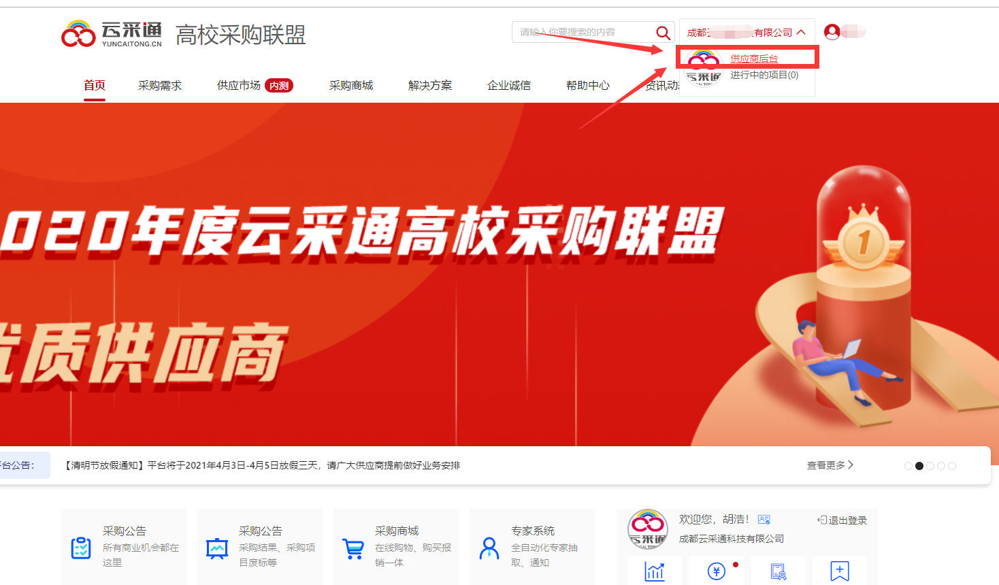 云采通
YUNCAITONG.CN
高校采购联盟
请输入你要搜索的内容
成都云
有限公司
供应商后台
进行中的项目(0)
云采通
首页
采购需求
供应市场 内测
采购商城
解决方案
企业诚信
帮助中心
资讯动
020年度云采通高校采购联盟
优质供应商
1
平台公告：
【清明节放假通知】平台将于2021年4月3日-4月5日放假三天，请广大供应商提前做好业务安排
查看更多
采购公告
所有商业机会都在
这里
采购公告
采购结果、采购项
目废标等
采购商城
在线购物、购买报
销一体
专家系统
全自动化专家抽
取、通知
云采通
欢迎您，胡浩！
退出登录
成都云采通科技有限公司